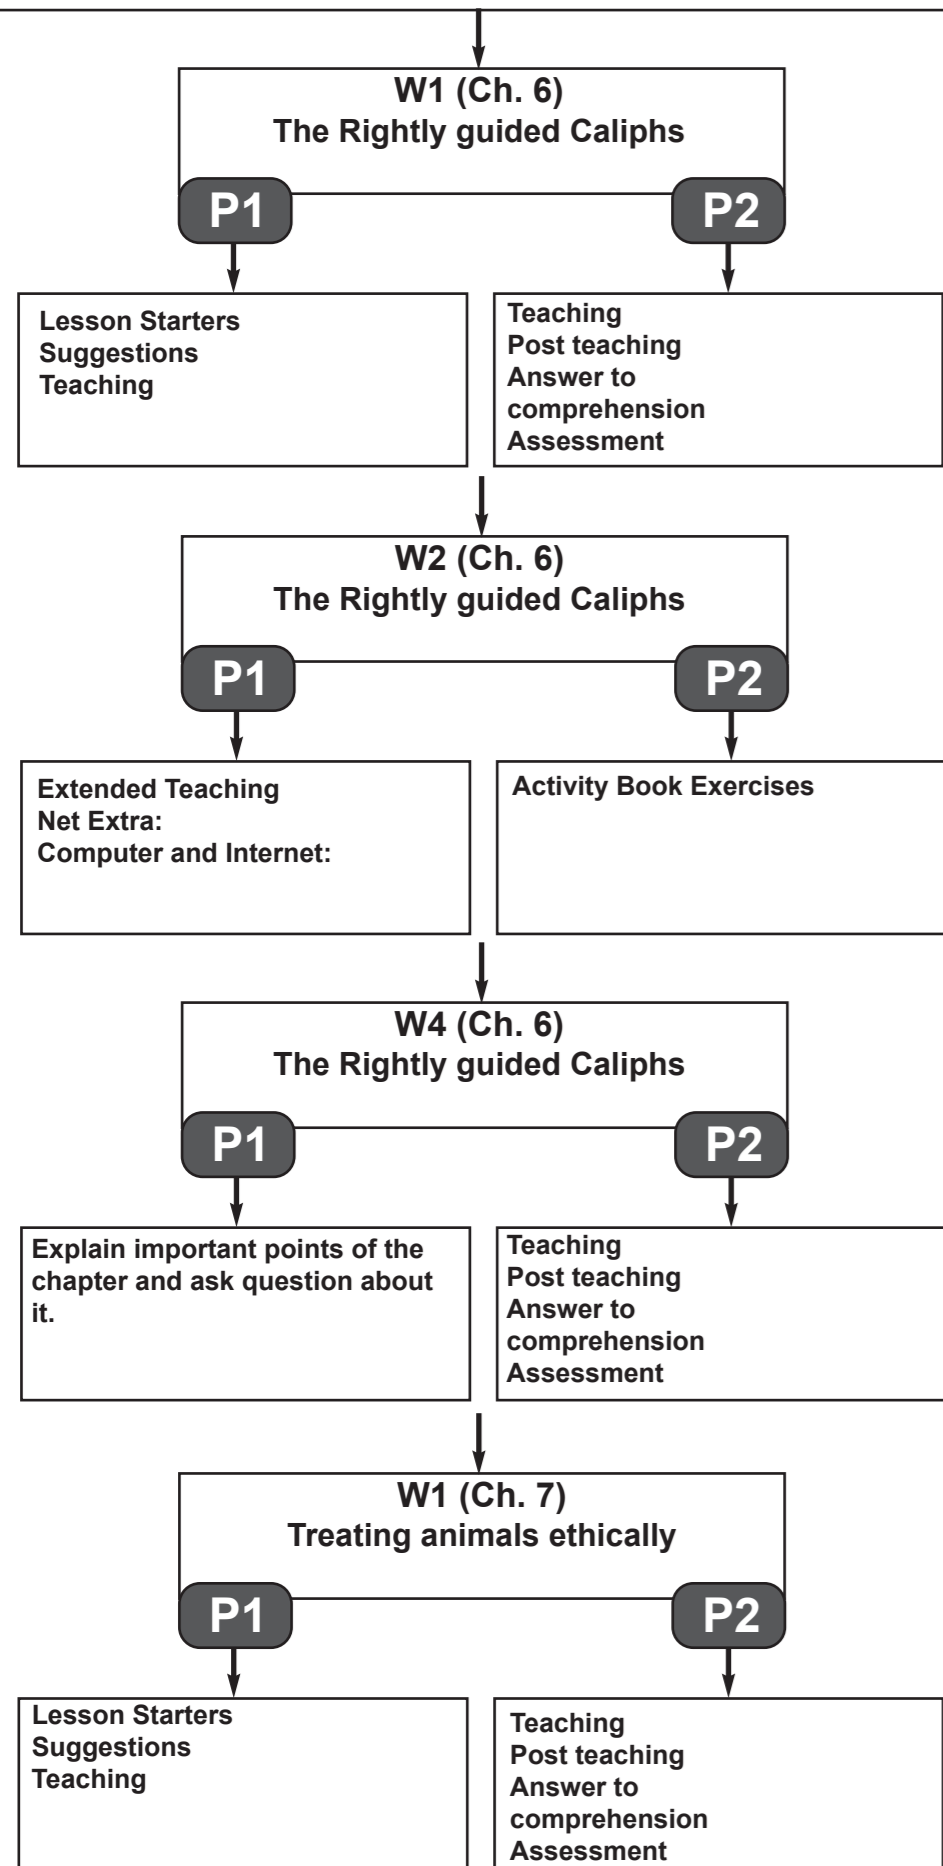 W1 (Ch. 6)
The Rightly guided Caliphs
P1
P2
Lesson Starters
Suggestions
Teaching
Teaching
Post teaching
Answer to
comprehension
Assessment
W2 (Ch. 6)
The Rightly guided Caliphs
P1
P2
Extended Teaching
Net Extra:
Computer and Internet:
Activity Book Exercises
W4 (Ch. 6)
The Rightly guided Caliphs
P1
P2
Explain important points of the
chapter and ask question about
it.
Teaching
Post teaching
Answer to
comprehension
Assessment
W1 (Ch. 7)
Treating animals ethically
P1
P2
Lesson Starters
Suggestions
Teaching
Teaching
Post teaching
Answer to
comprehension
Assessment